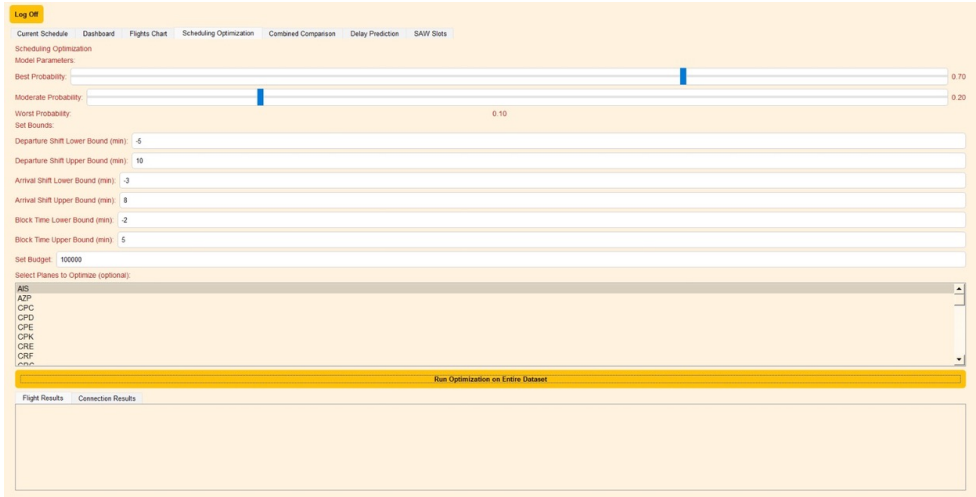 Log Off
Current Schedule Dashboard Flights Chart Scheduling Optimization Combined Comparison Delay Prediction SAW Slots
Scheduling Optimization
Model Parameters:
Best Probability: 0.70
Moderate Probability: 0.20
Worst Probability: 0.10
Set Bounds:
Departure Shift Lower Bound (min): -5
Departure Shift Upper Bound (min): 10
Arrival Shift Lower Bound (min): -3
Arrival Shift Upper Bound (min): 8
Block Time Lower Bound (min): -2
Block Time Upper Bound (min): 5
Set Budget: 100000
Select Planes to Optimize (optional):
AIS
AZP
CPC
CPD
CPE
CPK
CRE
CRF
Run Optimization on Entire Dataset
Flight Results Connection Results